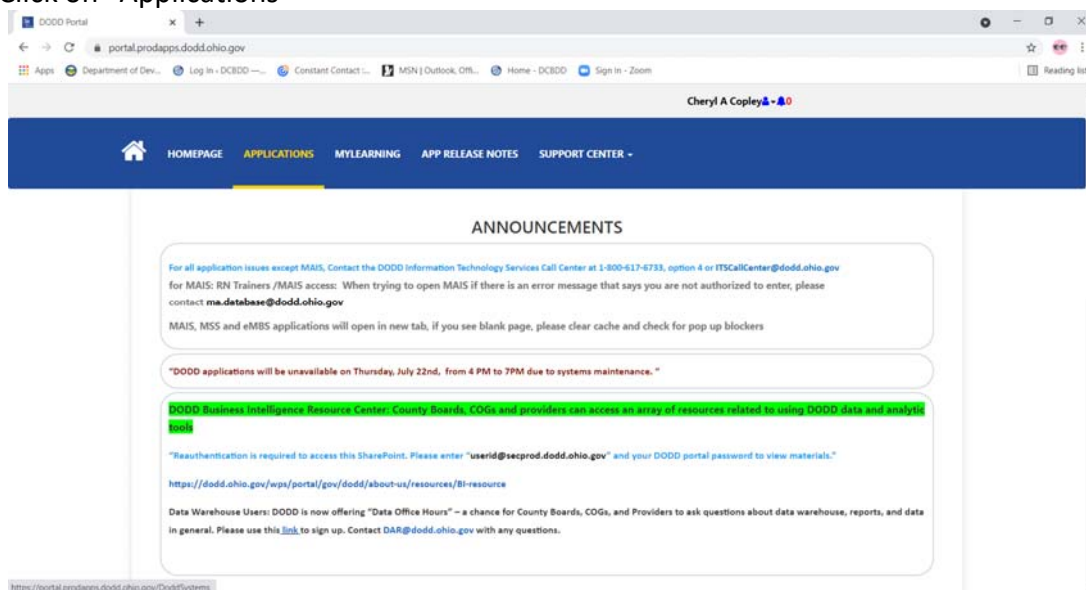 Click on "Applications"
DODD Portal
portal.prodapps.dodd.ohio.gov
Apps Department of Dev... Log In - DCBDD —... Constant Contact :... MSN | Outlook, Offi... Home - DCBDD Sign In - Zoom Reading list
Cheryl A Copley 0
HOMEPAGE APPLICATIONS MYLEARNING APP RELEASE NOTES SUPPORT CENTER
ANNOUNCEMENTS
For all application issues except MAIS, Contact the DODD Information Technology Services Call Center at 1-800-617-6733, option 4 or ITSCallCenter@dodd.ohio.gov
for MAIS: RN Trainers /MAIS access: When trying to open MAIS if there is an error message that says you are not authorized to enter, please
contact ma.database@dodd.ohio.gov
MAIS, MSS and eMBS applications will open in new tab, if you see blank page, please clear cache and check for pop up blockers
"DODD applications will be unavailable on Thursday, July 22nd, from 4 PM to 7PM due to systems maintenance. "
DODD Business Intelligence Resource Center: County Boards, COGs and providers can access an array of resources related to using DODD data and analytic
tools
"Reauthentication is required to access this SharePoint. Please enter "userid@secprod.dodd.ohio.gov" and your DODD portal password to view materials."
https://dodd.ohio.gov/wps/portal/gov/dodd/about-us/resources/BI-resource
Data Warehouse Users: DODD is now offering "Data Office Hours" – a chance for County Boards, COGs, and Providers to ask questions about data warehouse, reports, and data
in general. Please use this link to sign up. Contact DAR@dodd.ohio.gov with any questions.
https://portal.prodapps.dodd.ohio.gov/DoddSystems